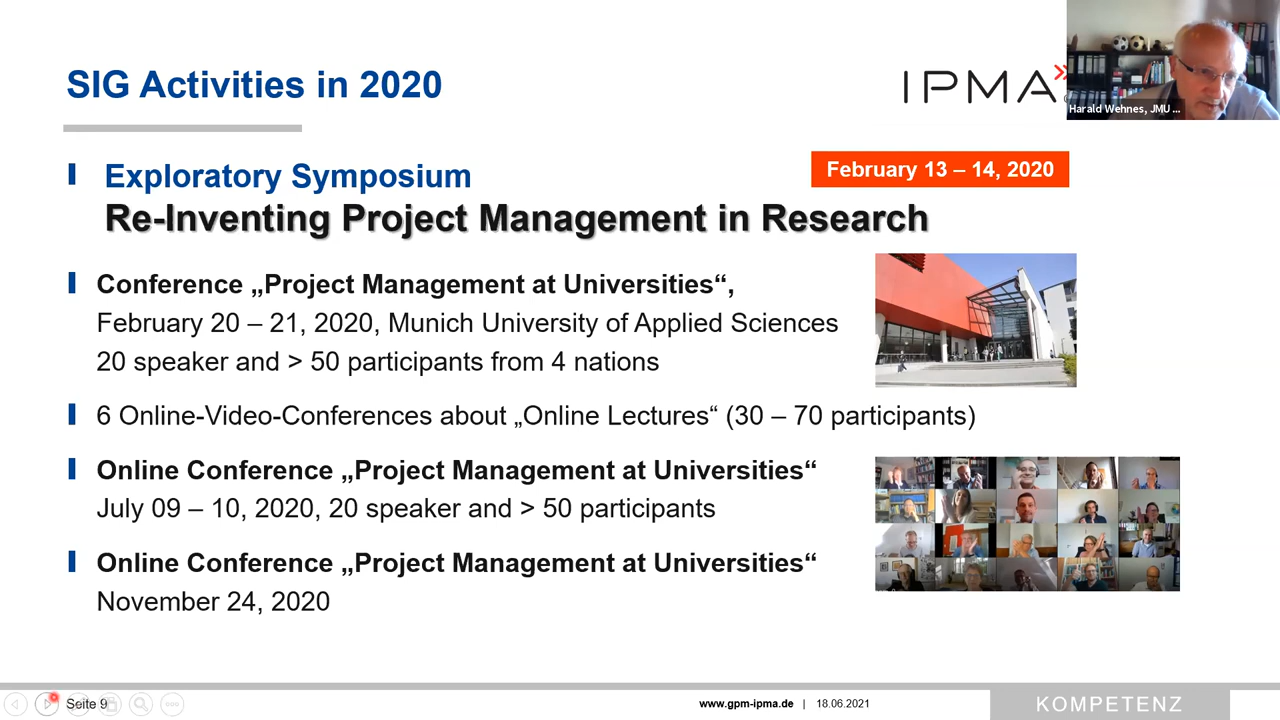 SIG Activities in 2020
IPMA
Harald Wehnes, JMU ...
Exploratory Symposium
February 13 – 14, 2020
Re-Inventing Project Management in Research
Conference „Project Management at Universities“,
February 20 – 21, 2020, Munich University of Applied Sciences
20 speaker and > 50 participants from 4 nations
6 Online-Video-Conferences about „Online Lectures“ (30 – 70 participants)
Online Conference „Project Management at Universities“
July 09 – 10, 2020, 20 speaker and > 50 participants
Online Conference „Project Management at Universities“
November 24, 2020
Seite 9
www.gpm-ipma.de | 18.06.2021
KOMPETENZ